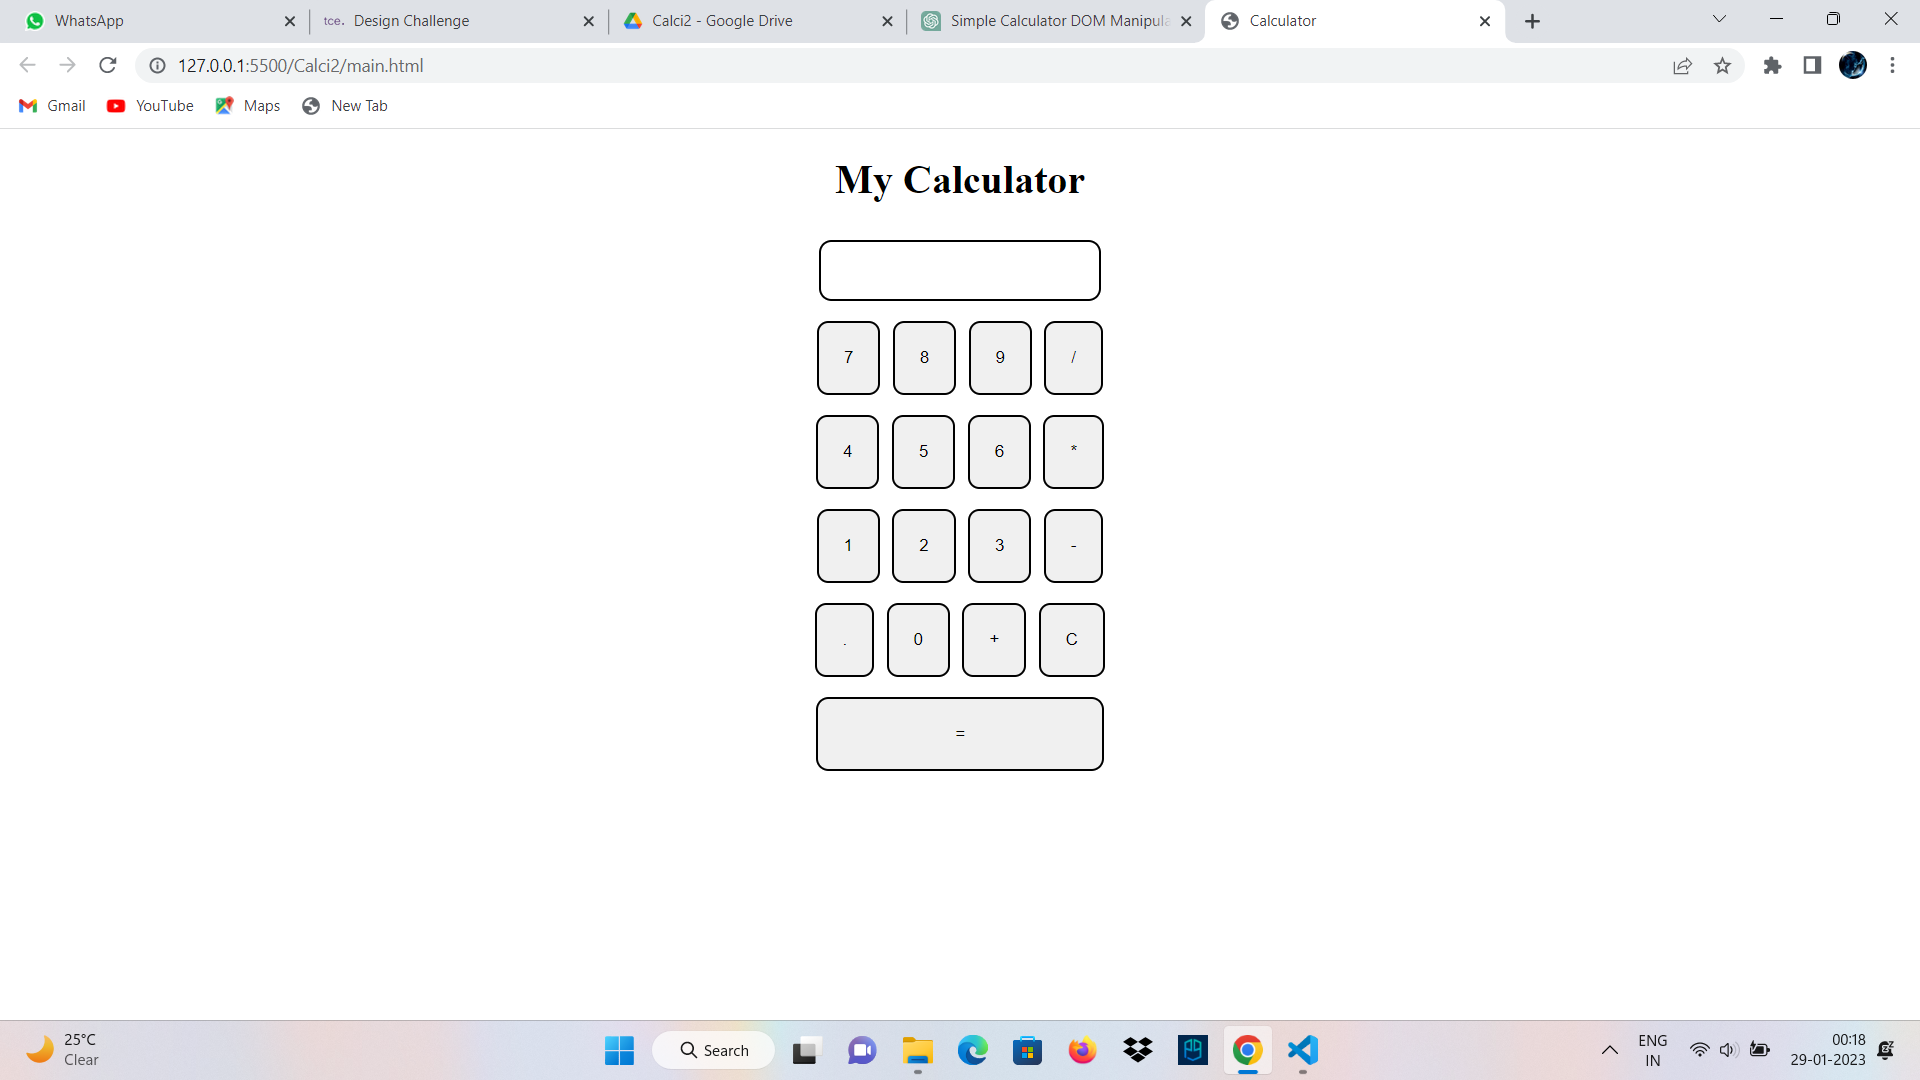 WhatsApp
tce. Design Challenge
Calci2 - Google Drive
Simple Calculator DOM Manipula
Calculator
127.0.0.1:5500/Calci2/main.html
Gmail YouTube Maps New Tab
My Calculator
7 8 9 /
4 5 6 *
1 2 3 -
. 0 + C
=
25°C
Clear
Search
ENG
IN
00:18
29-01-2023